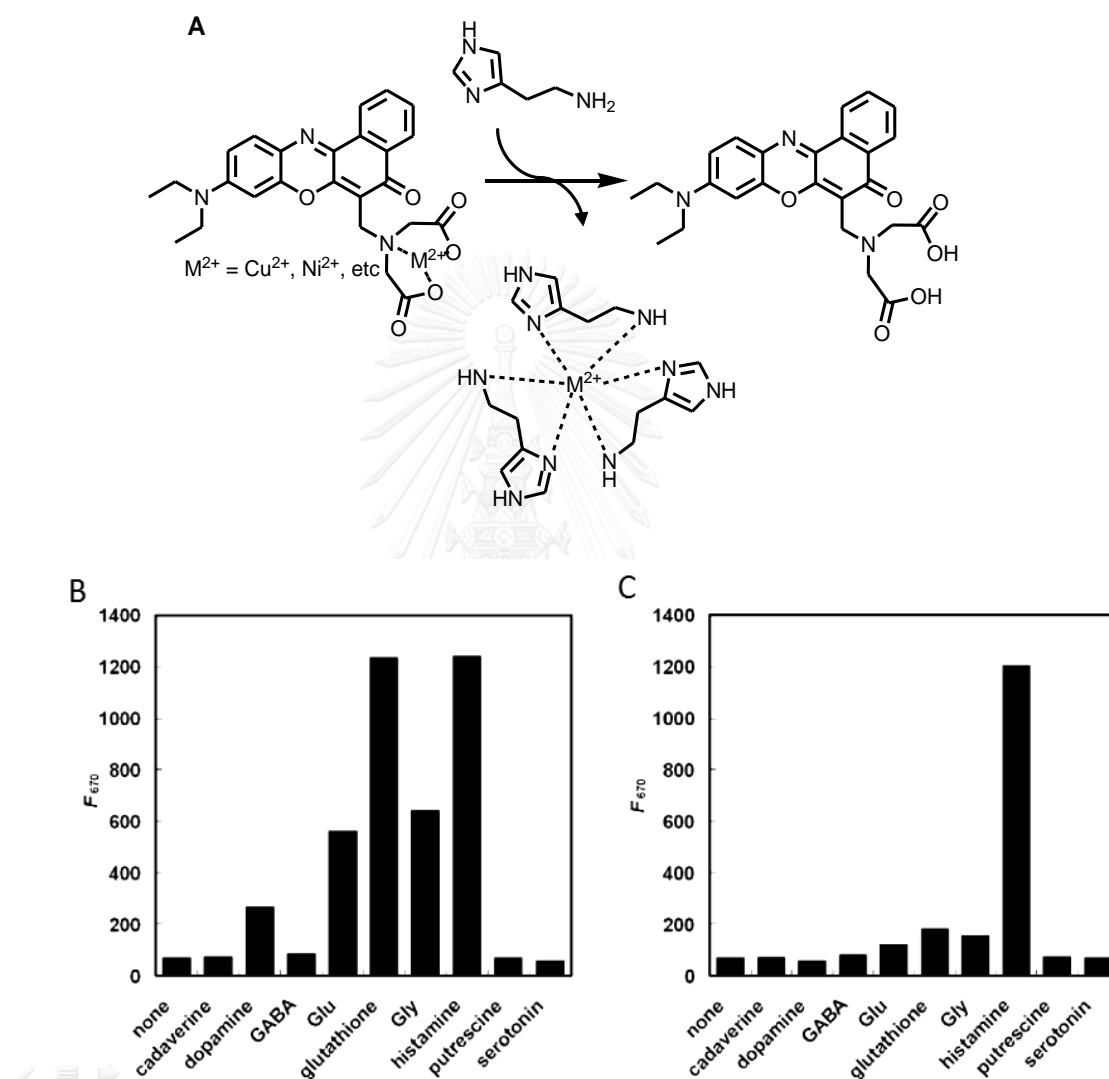 A
H
N
N
NH2
N
N
O
O
N
O
O
M2+
O
O
M2+ = Cu2+, Ni2+, etc
N
N
O
O
N
O
OH
OH
O
HN
N
NH
HN
M2+
N
NH
N
HN
N
H
B
1400
1200
1000
800
600
400
200
0
F 670
none
cadaverine
dopamine
GABA
Glu
glutathione
Gly
histamine
putrescine
serotonin
C
1400
1200
1000
800
600
400
200
0
F 670
none
cadaverine
dopamine
GABA
Glu
glutathione
Gly
histamine
putrescine
serotonin